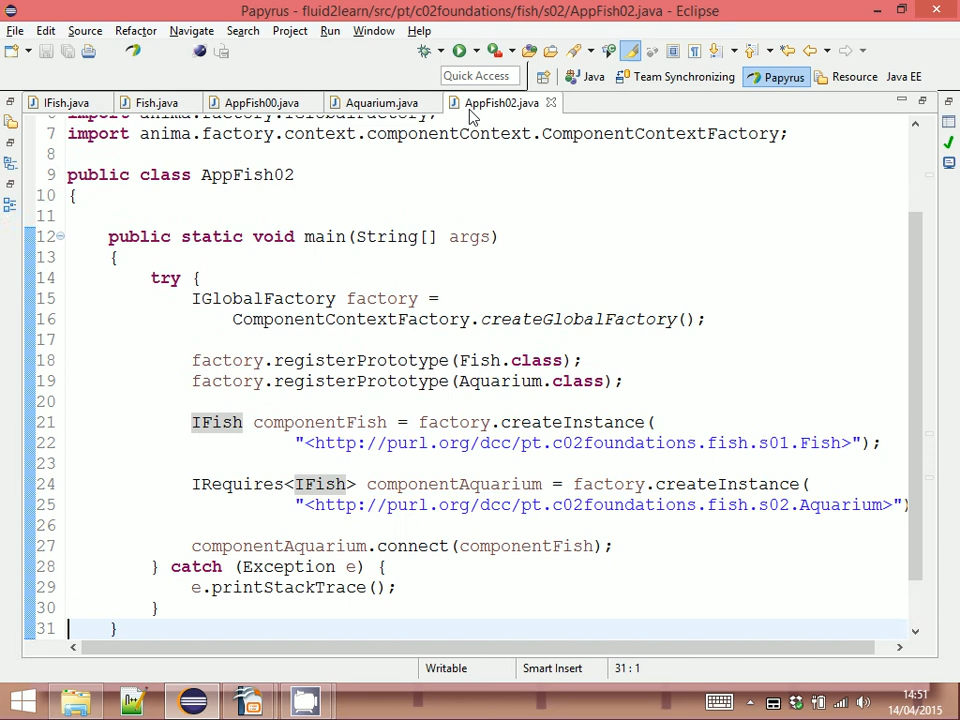 Papyrus - fluid2learn/src/pt/c02foundations/fish/s02/AppFish02.java - Eclipse
File Edit Source Refactor Navigate Search Project Run Window Help
Quick Access Java Team Synchronizing Papyrus Resource Java EE
IFish.java Fish.java AppFish00.java Aquarium.java AppFish02.java
import anima.factory.IGlobalFactory;
7 import anima.factory.context.componentContext.ComponentContextFactory;
8
9 public class AppFish02
10 {
11
12 public static void main(String[] args)
13 {
14 try {
15 IGlobalFactory factory =
16 ComponentContextFactory.createGlobalFactory();
17
18 factory.registerPrototype(Fish.class);
19 factory.registerPrototype(Aquarium.class);
20
21 IFish componentFish = factory.createInstance(
22 "<http://purl.org/dcc/pt.c02foundations.fish.s01.Fish>");
23
24 IRequires<IFish> componentAquarium = factory.createInstance(
25 "<http://purl.org/dcc/pt.c02foundations.fish.s02.Aquarium>")
26
27 componentAquarium.connect(componentFish);
28 } catch (Exception e) {
29 e.printStackTrace();
30 }
31 }
Writable Smart Insert 31 : 1
14:51
14/04/2015